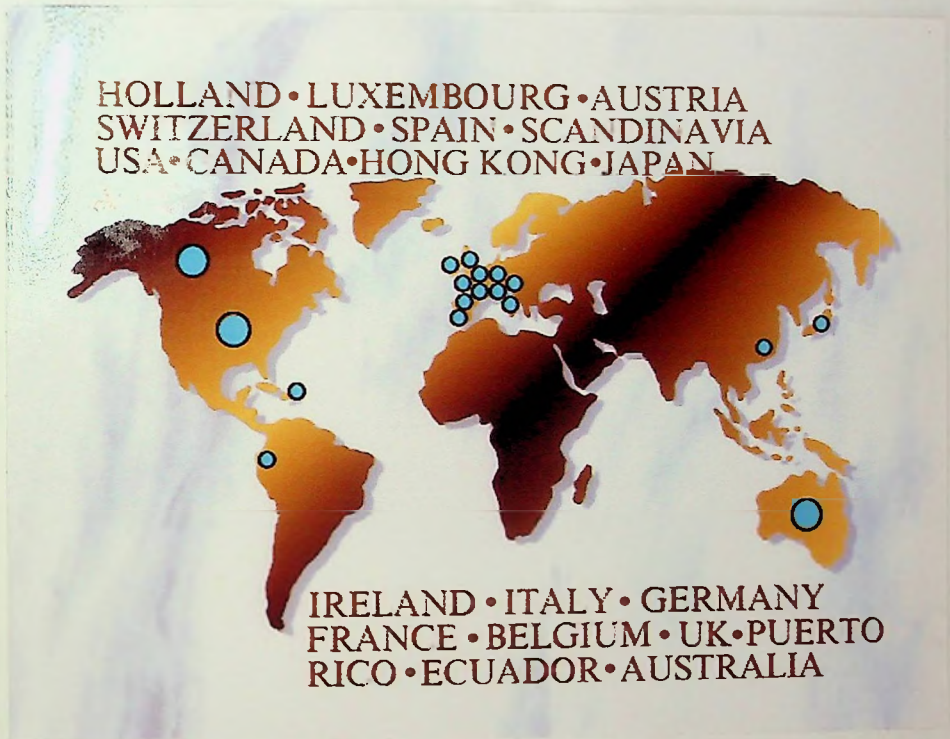 HOLLAND • LUXEMBOURG • AUSTRIA
SWITZERLAND • SPAIN • SCANDINAVIA
USA • CANADA • HONG KONG • JAPAN
IRELAND • ITALY • GERMANY
FRANCE • BELGIUM • UK • PUERTO
RICO • ECUADOR • AUSTRALIA